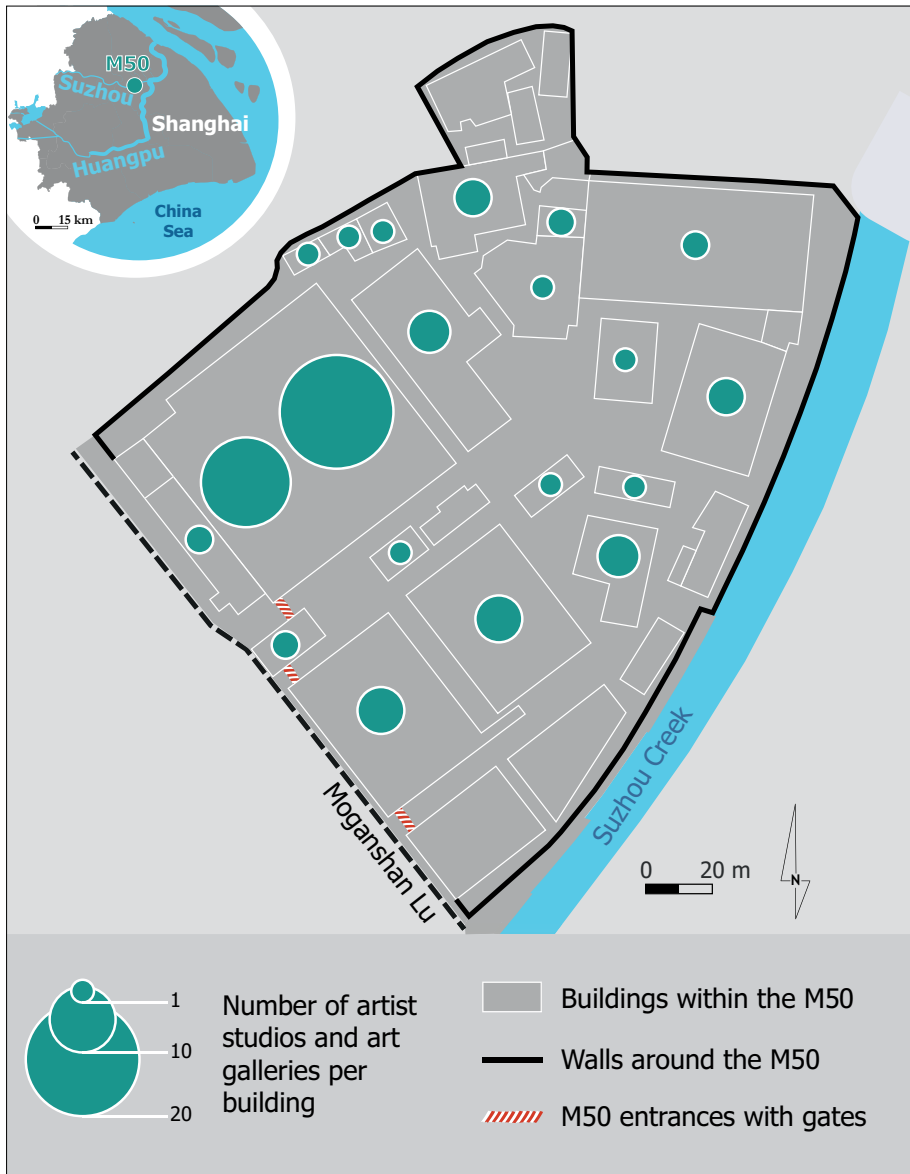 M50
Suzhou
Shanghai
Huangpu
0 15 km
China
Sea
Suzhou Creek
Moganshan Lu
0 20 m
N
1
10
20
Number of artist
studios and art
galleries per
building
Buildings within the M50
Walls around the M50
M50 entrances with gates